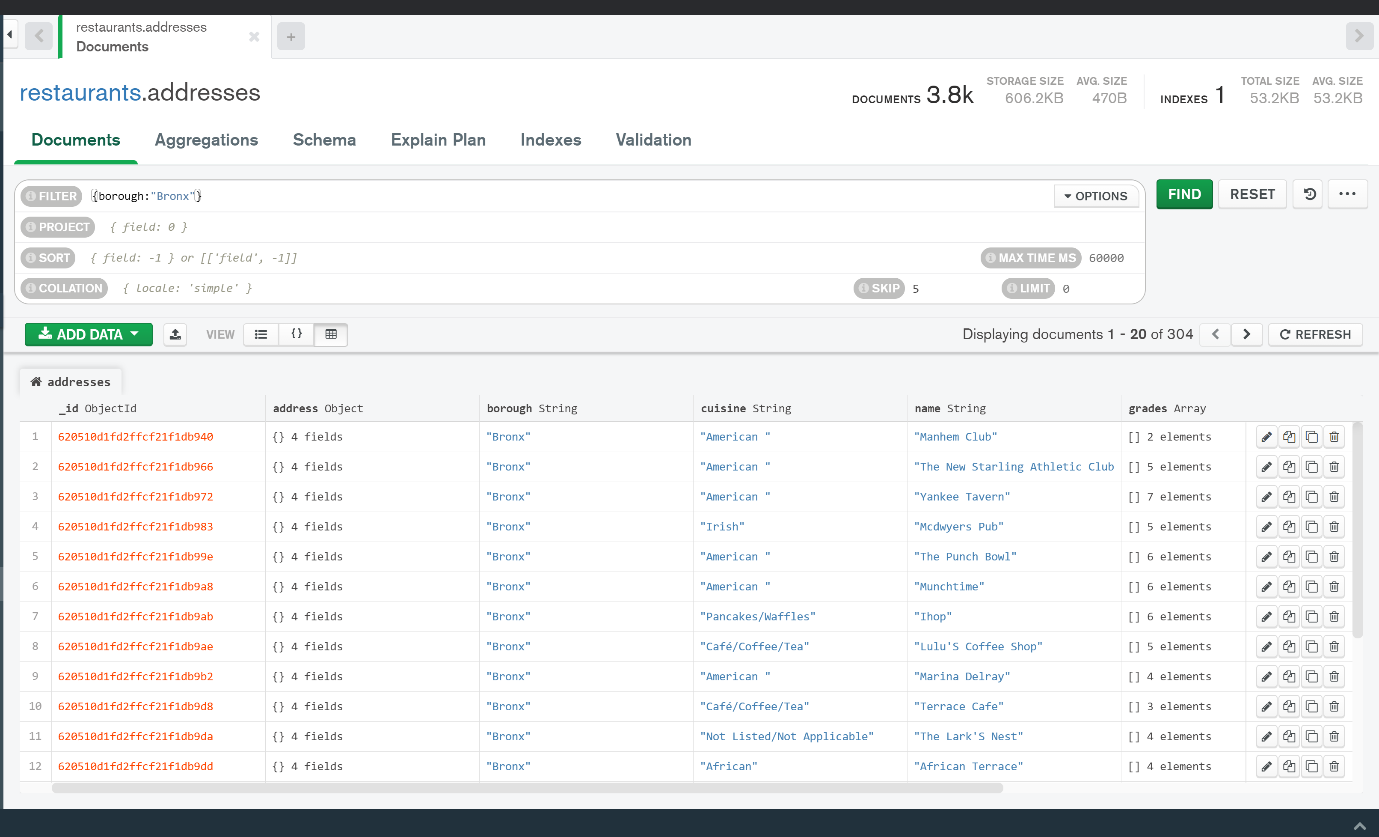 restaurants.addresses
Documents
restaurants.addresses
DOCUMENTS 3.8k STORAGE SIZE 606.2KB AVG. SIZE 470B INDEXES 1 TOTAL SIZE 53.2KB AVG. SIZE 53.2KB
Documents Aggregations Schema Explain Plan Indexes Validation
FILTER {borough:"Bronx"} OPTIONS FIND RESET
PROJECT { field: 0 }
SORT { field: -1 } or [['field', -1]] MAX TIME MS 60000
COLLATION { locale: 'simple' } SKIP 5 LIMIT 0
ADD DATA VIEW {} Displaying documents 1 - 20 of 304 REFRESH
addresses
_id ObjectId address Object borough String cuisine String name String grades Array
1 620510d1fd2ffcf21f1db940 {} 4 fields "Bronx" "American " "Manhem Club" [] 2 elements
2 620510d1fd2ffcf21f1db966 {} 4 fields "Bronx" "American " "The New Starling Athletic Club [] 5 elements
3 620510d1fd2ffcf21f1db972 {} 4 fields "Bronx" "American " "Yankee Tavern" [] 7 elements
4 620510d1fd2ffcf21f1db983 {} 4 fields "Bronx" "Irish" "Mcdwyers Pub" [] 5 elements
5 620510d1fd2ffcf21f1db99e {} 4 fields "Bronx" "American " "The Punch Bowl" [] 6 elements
6 620510d1fd2ffcf21f1db9a8 {} 4 fields "Bronx" "American " "Munchtime" [] 6 elements
7 620510d1fd2ffcf21f1db9ab {} 4 fields "Bronx" "Pancakes/Waffles" "Ihop" [] 6 elements
8 620510d1fd2ffcf21f1db9ae {} 4 fields "Bronx" "Café/Coffee/Tea" "Lulu'S Coffee Shop" [] 5 elements
9 620510d1fd2ffcf21f1db9b2 {} 4 fields "Bronx" "American " "Marina Delray" [] 4 elements
10 620510d1fd2ffcf21f1db9d8 {} 4 fields "Bronx" "Café/Coffee/Tea" "Terrace Cafe" [] 3 elements
11 620510d1fd2ffcf21f1db9da {} 4 fields "Bronx" "Not Listed/Not Applicable" "The Lark'S Nest" [] 4 elements
12 620510d1fd2ffcf21f1db9dd {} 4 fields "Bronx" "African" "African Terrace" [] 4 elements